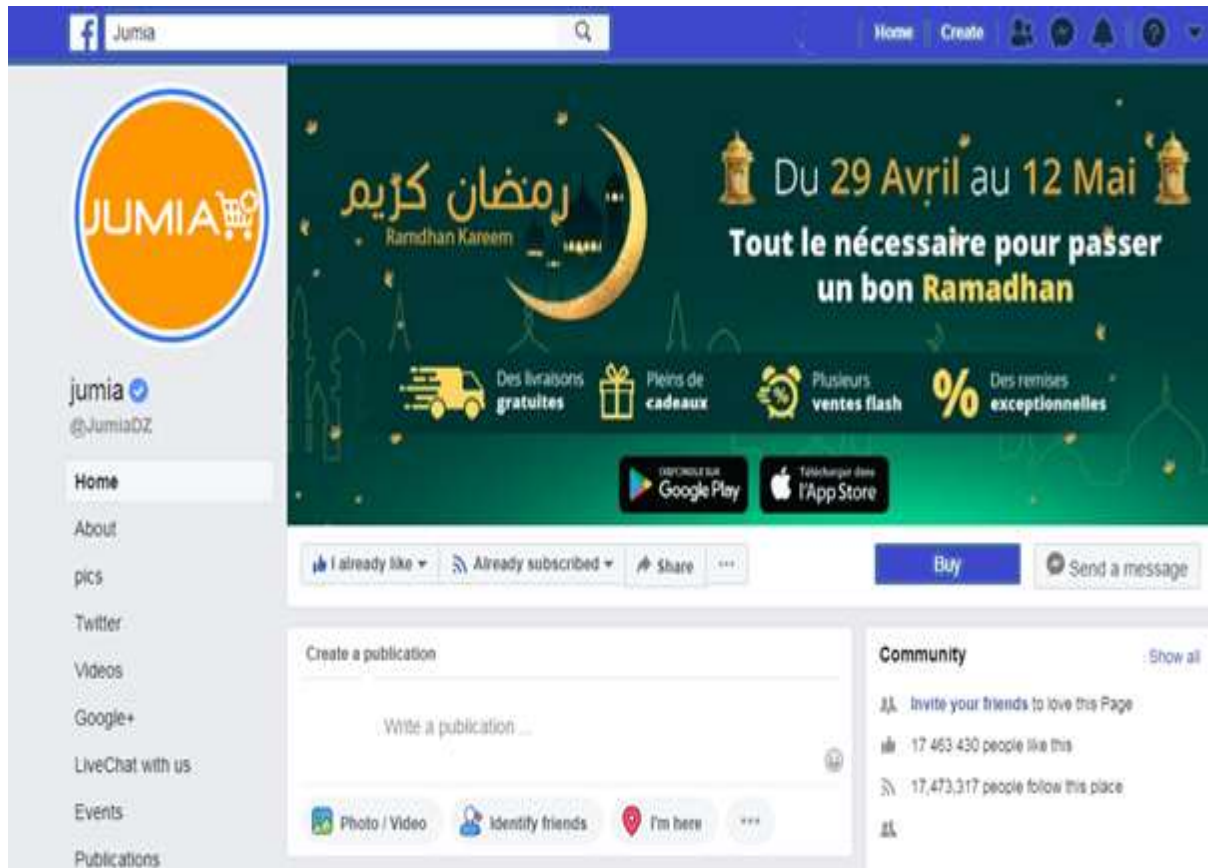 f
Jumia
Home
Create
JUMIA
jumia
@JumiaDZ
Home
About
pics
Twitter
Videos
Google+
LiveChat with us
Events
Publications
رمضان كريم
Ramdhan Kareem
Du 29 Avril au 12 Mai
Tout le nécessaire pour passer
un bon Ramadhan
Des livraisons
gratuites
Pleins de
cadeaux
%
Plusieurs
ventes flash
%
Des remises
exceptionnelles
DISPONIBLE SUR
Google Play
Télécharger dans
l'App Store
I already like
Already subscribed
Share
...
Buy
Send a message
Create a publication
Write a publication ...
Photo / Video
Identify friends
I'm here
...
Community
Show all
Invite your friends to love this Page
17 463 430 people like this
17,473,317 people follow this place